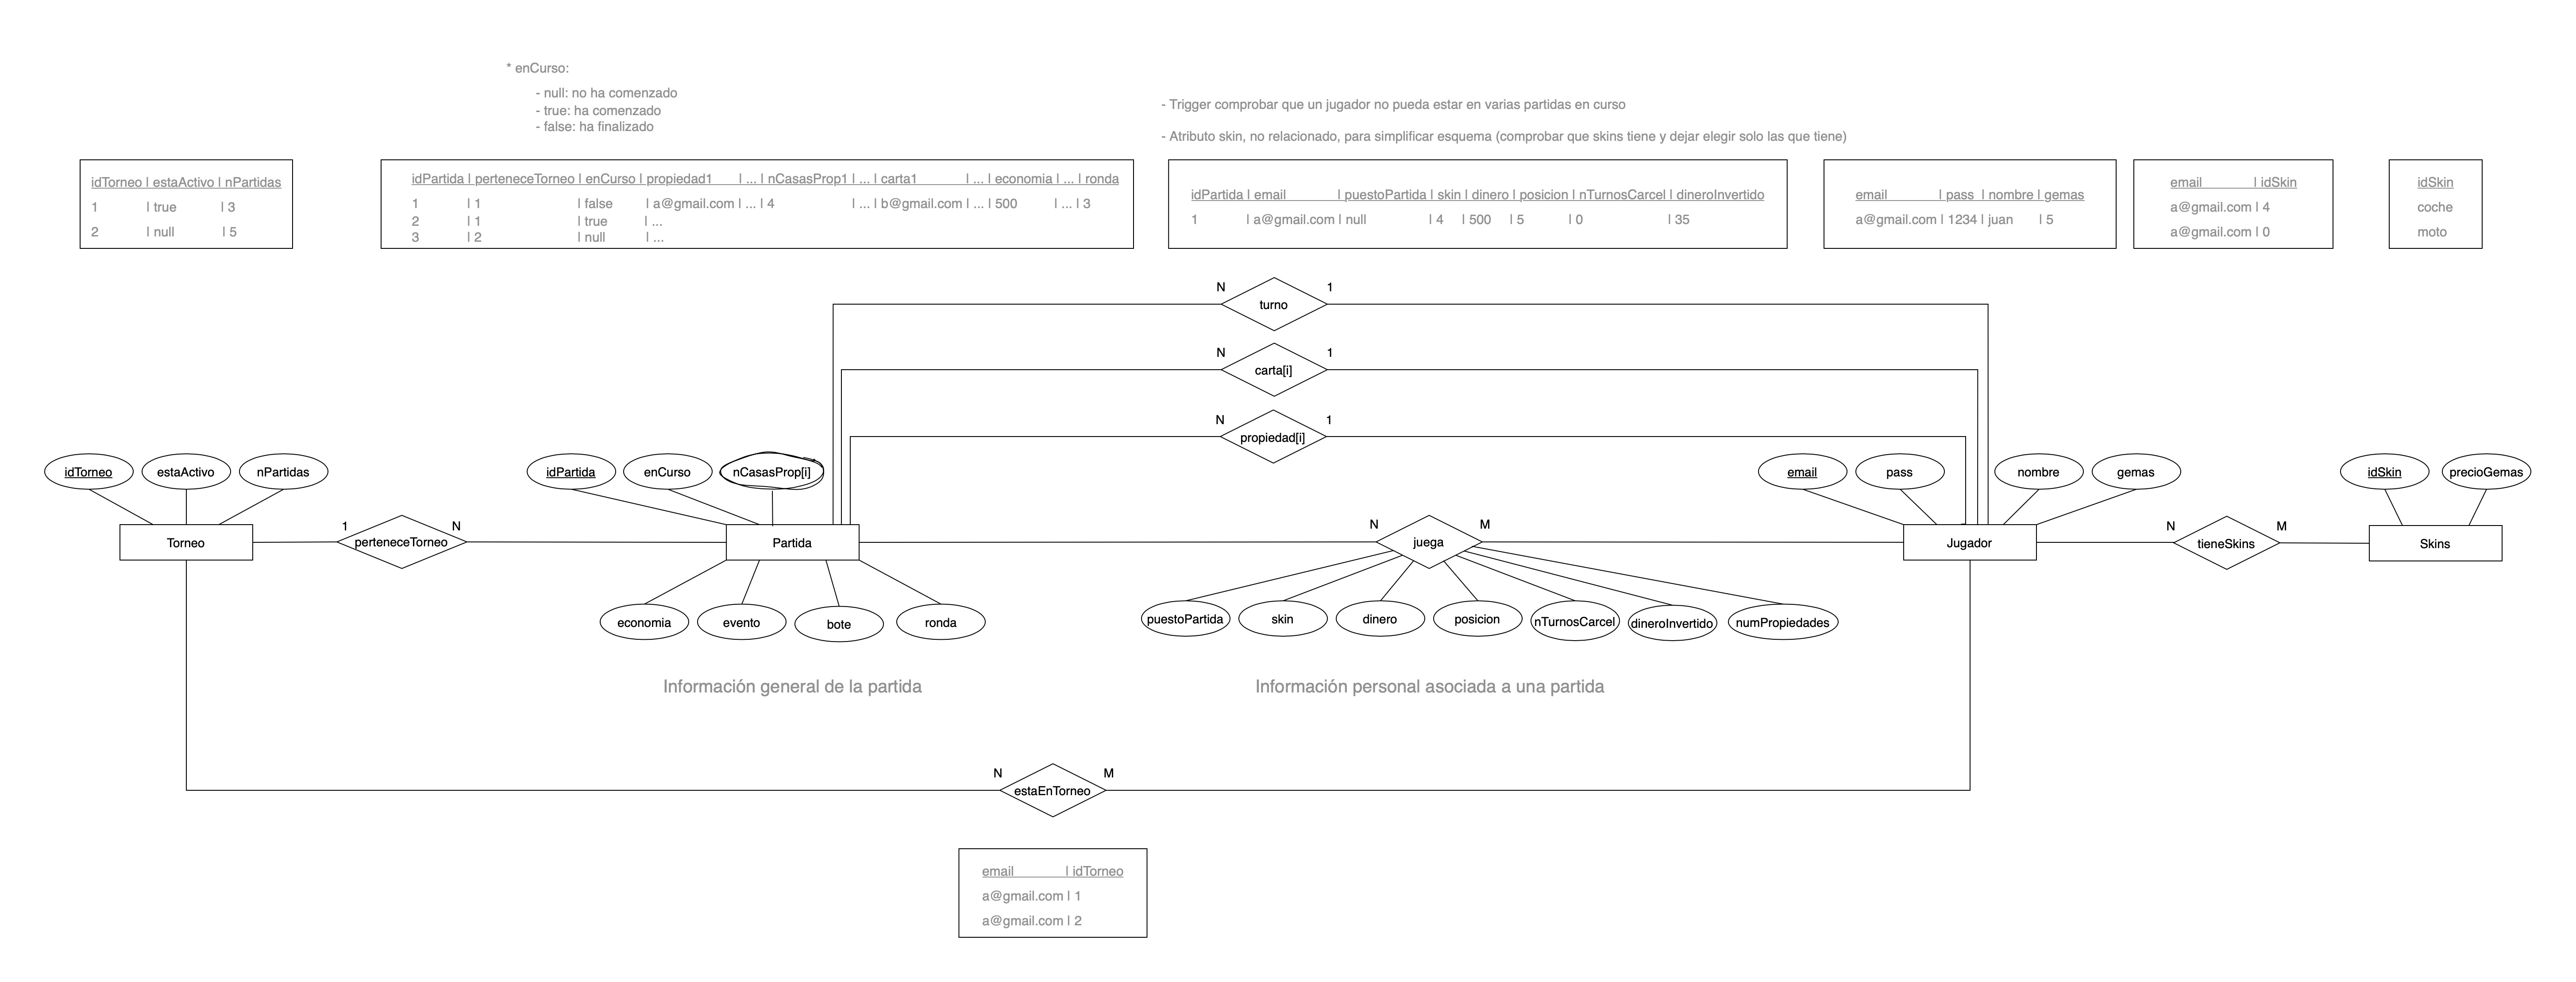 * enCurso:
- null: no ha comenzado
- true: ha comenzado
- false: ha finalizado
- Trigger comprobar que un jugador no pueda estar en varias partidas en curso
- Atributo skin, no relacionado, para simplificar esquema (comprobar que skins tiene y dejar elegir solo las que tiene)
idTorneo | estaActivo | nPartidas
1 | true | 3
2 | null | 5
idPartida | perteneceTorneo | enCurso | propiedad1 | ... | nCasasProp1 | ... | carta1 | ... | economia | ... | ronda
1 | 1 | false | a@gmail.com | ... | 4 | ... | b@gmail.com | ... | 500 | ... | 3
2 | 1 | true | ...
3 | 2 | null | ...
idPartida | email | puestoPartida | skin | dinero | posicion | nTurnosCarcel | dineroInvertido
1 | a@gmail.com | null | 4 | 500 | 5 | 0 | 35
email | pass | nombre | gemas
a@gmail.com | 1234 | juan | 5
email | idSkin
a@gmail.com | 4
a@gmail.com | 0
idSkin
coche
moto
N turno 1
N carta[i] 1
N propiedad[i] 1
idTorneo estaActivo nPartidas
idPartida enCurso nCasasProp[i]
email pass nombre gemas
idSkin precioGemas
Torneo 1 perteneceTorneo N Partida N juega M Jugador N tieneSkins M Skins
economia evento bote ronda
puestoPartida skin dinero posicion nTurnosCarcel dineroInvertido numPropiedades
Información general de la partida
Información personal asociada a una partida
N estaEnTorneo M
email | idTorneo
a@gmail.com | 1
a@gmail.com | 2